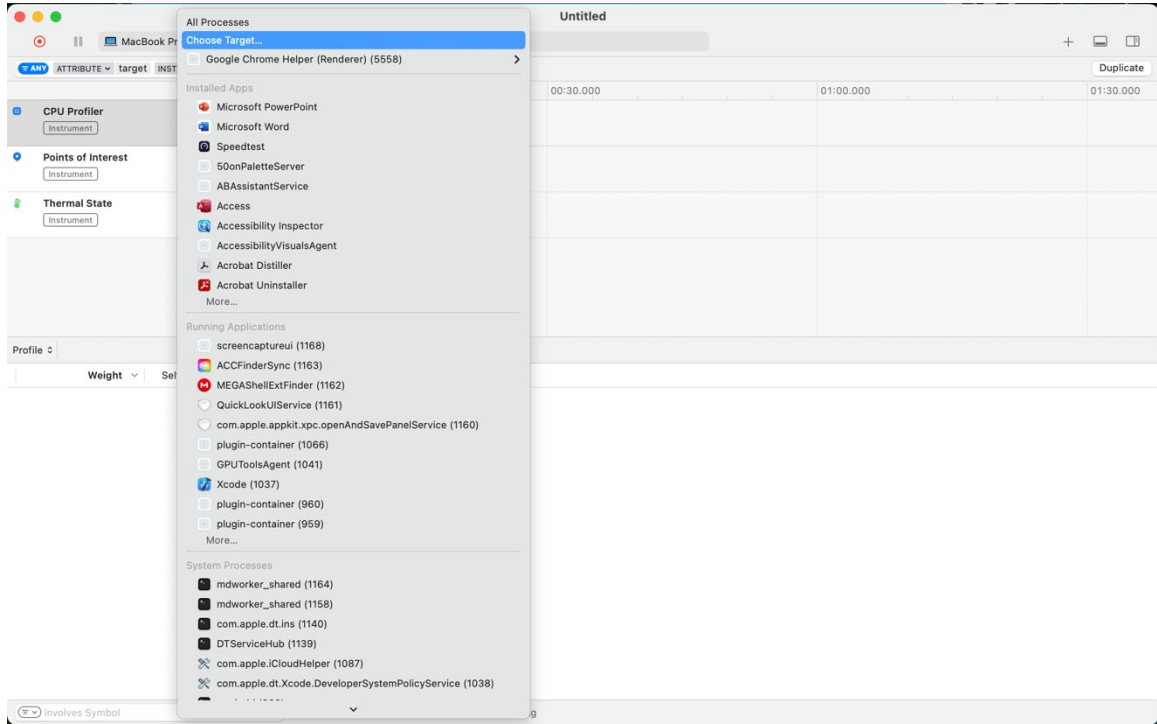 Untitled
MacBook Pr
ANY ATTRIBUTE target INST
Duplicate
00:30.000 01:00.000 01:30.000
CPU Profiler
Instrument
Points of Interest
Instrument
Thermal State
Instrument
Profile
Weight Sel
Involves Symbol
All Processes
Choose Target...
Google Chrome Helper (Renderer) (5558)
Installed Apps
Microsoft PowerPoint
Microsoft Word
Speedtest
50onPaletteServer
ABAssistantService
Access
Accessibility Inspector
AccessibilityVisualsAgent
Acrobat Distiller
Acrobat Uninstaller
More...
Running Applications
screencaptureui (1168)
ACCFinderSync (1163)
MEGAShellExtFinder (1162)
QuickLookUIService (1161)
com.apple.appkit.xpc.openAndSavePanelService (1160)
plugin-container (1066)
GPUToolsAgent (1041)
Xcode (1037)
plugin-container (960)
plugin-container (959)
More...
System Processes
mdworker_shared (1164)
mdworker_shared (1158)
com.apple.dt.ins (1140)
DTServiceHub (1139)
com.apple.iCloudHelper (1087)
com.apple.dt.Xcode.DeveloperSystemPolicyService (1038)